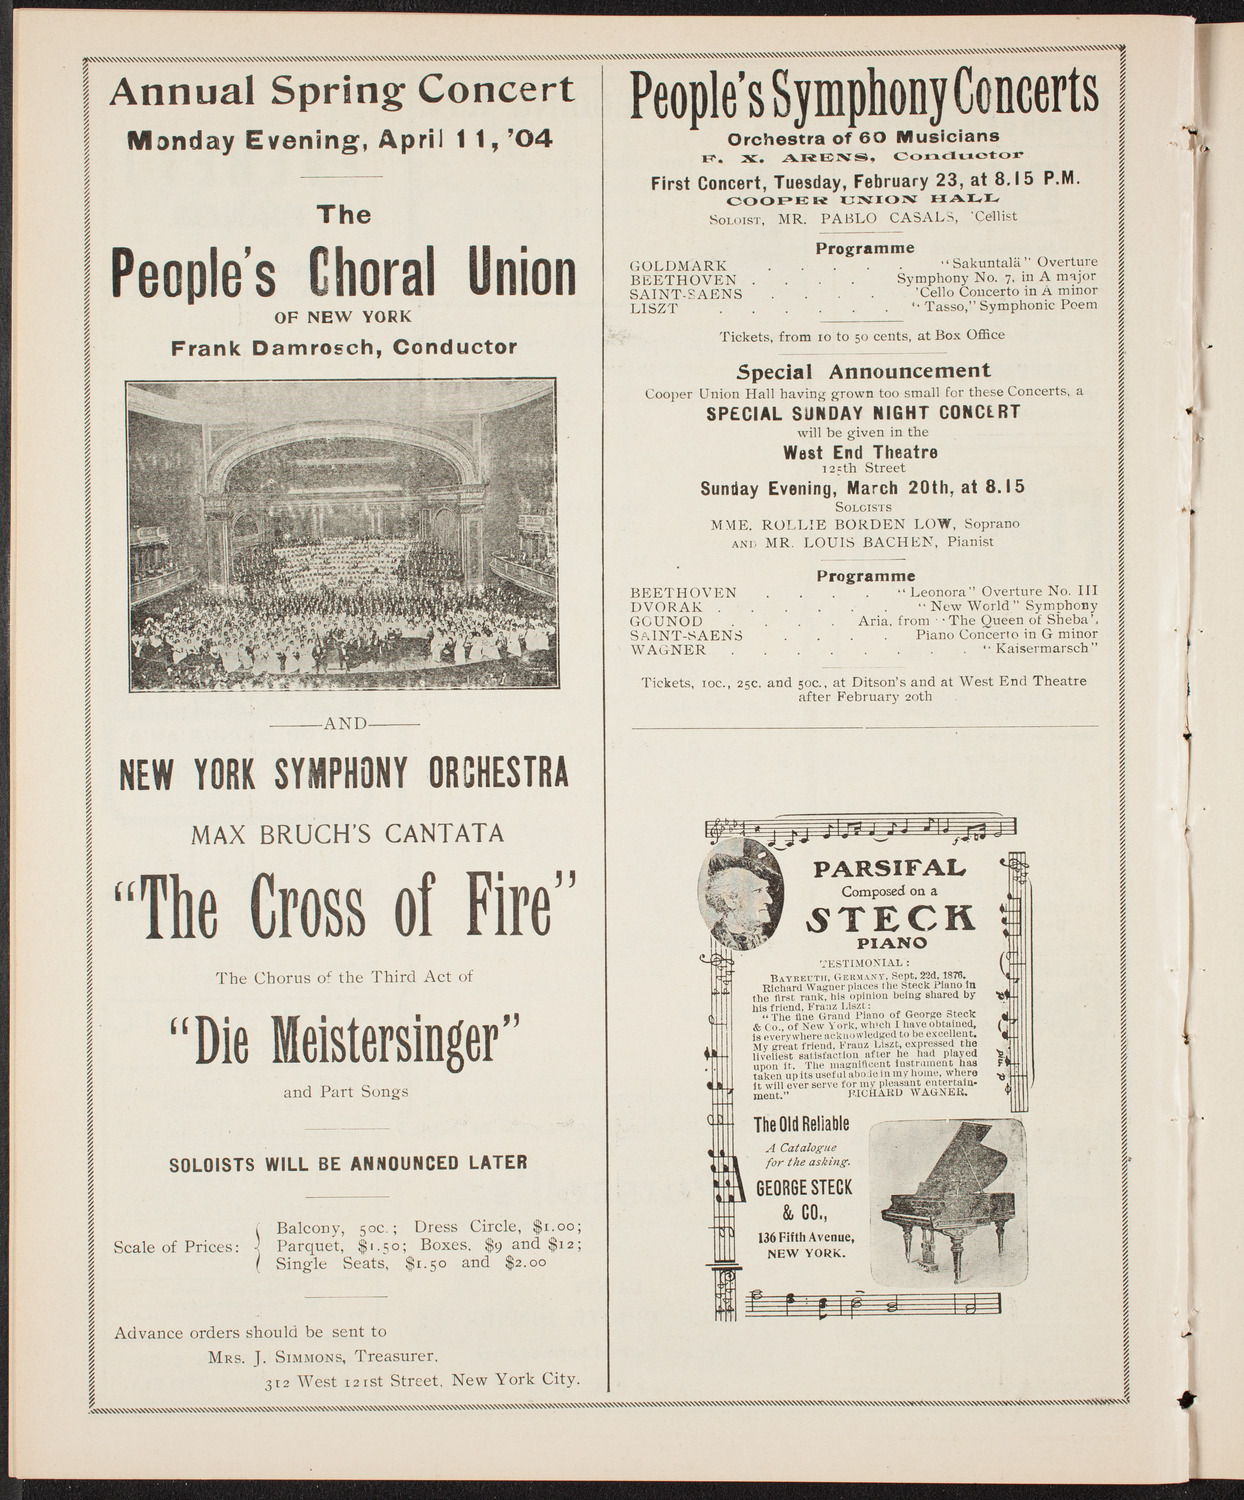 Annual Spring Concert
Monday Evening, April 11, '04
The
People's Choral Union
OF NEW YORK
Frank Damrosch, Conductor
AND
NEW YORK SYMPHONY ORCHESTRA
MAX BRUCH'S CANTATA
"The Cross of Fire"
The Chorus of the Third Act of
"Die Meistersinger"
and Part Songs
SOLOISTS WILL BE ANNOUNCED LATER
Scale of Prices: { Balcony, 50c.; Dress Circle, $1.00;
Parquet, $1.50; Boxes, $9 and $12;
Single Seats, $1.50 and $2.00
Advance orders should be sent to
MRS. J. SIMMONS, Treasurer,
312 West 121st Street, New York City.
People's Symphony Concerts
Orchestra of 60 Musicians
F. X. ARENS, Conductor
First Concert, Tuesday, February 23, at 8.15 P.M.
COOPER UNION HALL
SOLOIST, MR. PABLO CASALS, 'Cellist
Programme
GOLDMARK . . . . . "Sakuntalä" Overture
BEETHOVEN . . . . Symphony No. 7, in A major
SAINT-SAENS . . . . 'Cello Concerto in A minor
LISZT . . . . . . "Tasso," Symphonic Poem
Tickets, from 10 to 50 cents, at Box Office
Special Announcement
Cooper Union Hall having grown too small for these Concerts, a
SPECIAL SUNDAY NIGHT CONCERT
will be given in the
West End Theatre
125th Street
Sunday Evening, March 20th, at 8.15
SOLOISTS
MME. ROLLIE BORDEN LOW, Soprano
AND MR. LOUIS BACHEN, Pianist
Programme
BEETHOVEN . . . . "Leonora" Overture No. III
DVORAK . . . . . . "New World" Symphony
GOUNOD . . . . Aria, from "The Queen of Sheba",
SAINT-SAENS . . . . Piano Concerto in G minor
WAGNER . . . . . . . . "Kaisermarsch"
Tickets, 10c., 25c. and 50c., at Ditson's and at West End Theatre
after February 20th
PARSIFAL
Composed on a
STECK
PIANO
TESTIMONIAL:
BAYREUTH, GERMANY, Sept. 22d, 1876.
Richard Wagner places the Steck Piano in
the first rank, his opinion being shared by
his friend, Franz Liszt:
"The fine Grand Piano of George Steck
& Co., of New York, which I have obtained,
is everywhere acknowledged to be excellent.
My great friend, Franz Liszt, expressed the
liveliest satisfaction after he had played
upon it. The magnificent instrument has
taken up its useful abode in my home, where
it will ever serve for my pleasant entertain-
ment." RICHARD WAGNER.
The Old Reliable
A Catalogue
for the asking.
GEORGE STECK
& CO.,
136 Fifth Avenue,
NEW YORK.